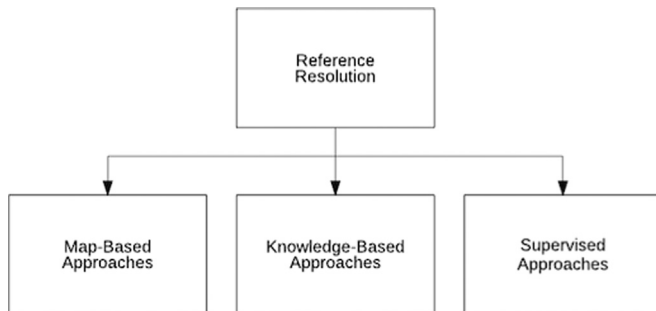 Reference
Resolution
Map-Based
Approaches
Knowledge-Based
Approaches
Supervised
Approaches